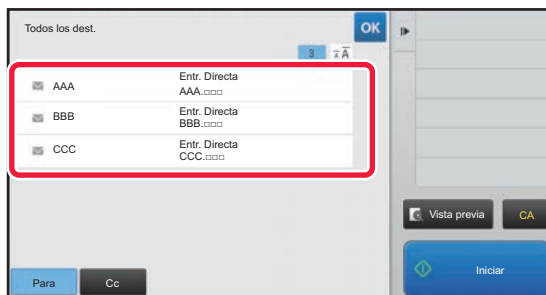 Todos los dest.
OK
3
AAA
Entr. Directa
AAA.□□□
BBB
Entr. Directa
BBB.□□□
CCC
Entr. Directa
CCC.□□□
Vista previa
CA
Para
Cc
Iniciar